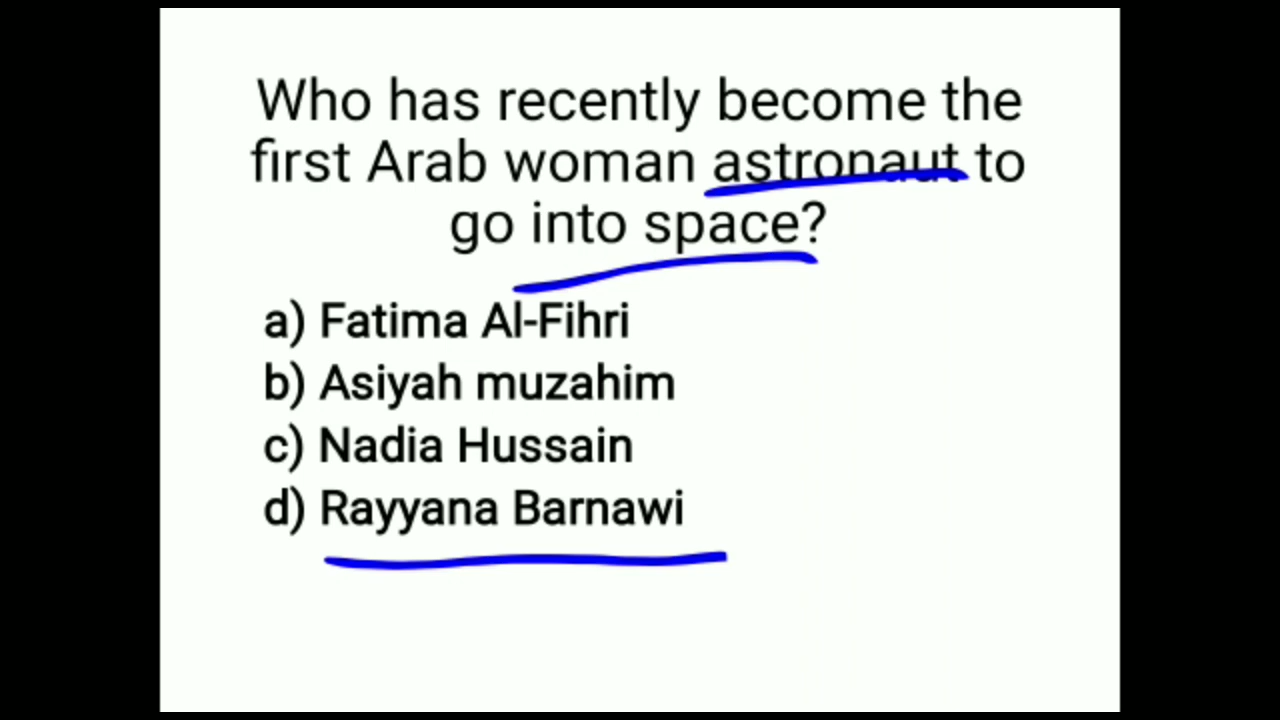 Who has recently become the
first Arab woman astronaut to
go into space?
a) Fatima Al-Fihri
b) Asiyah muzahim
c) Nadia Hussain
d) Rayyana Barnawi